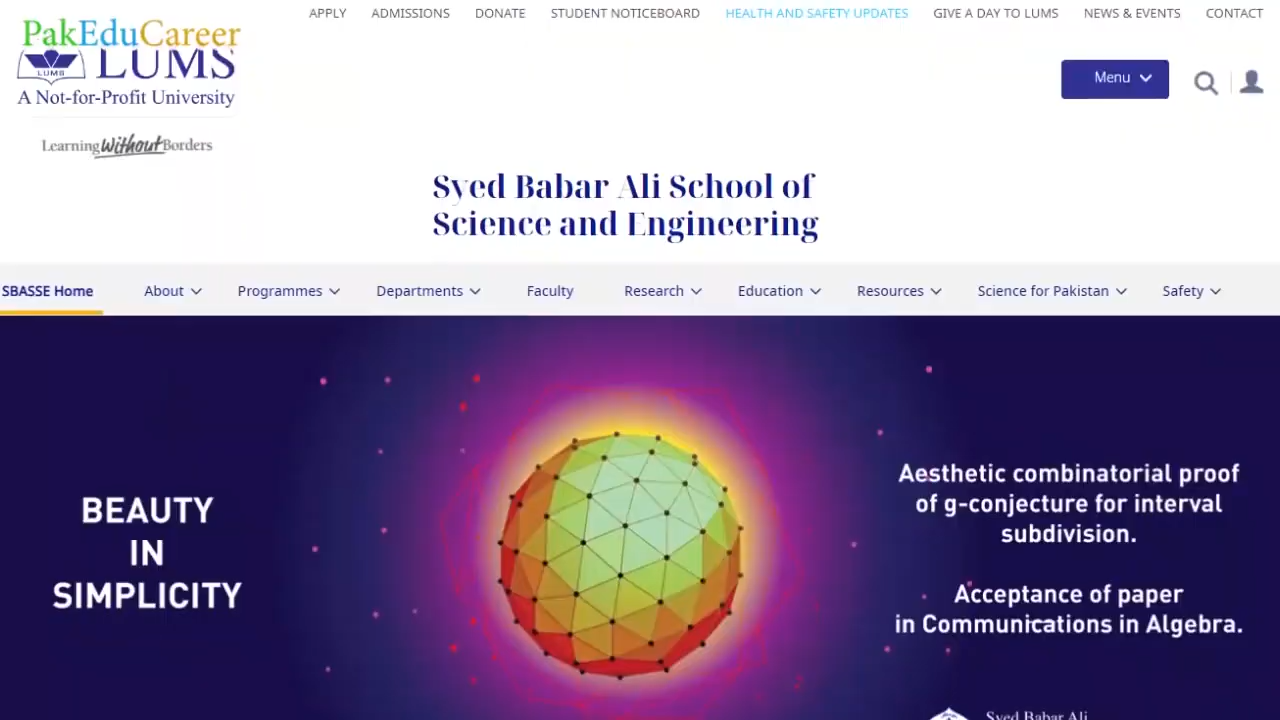 APPLY ADMISSIONS DONATE STUDENT NOTICEBOARD HEALTH AND SAFETY UPDATES GIVE A DAY TO LUMS NEWS & EVENTS CONTACT
PakEduCareer
LUMS
LUMS
A Not-for-Profit University
Menu
Learning Without Borders
Syed Babar Ali School of
Science and Engineering
SBASSE Home About Programmes Departments Faculty Research Education Resources Science for Pakistan Safety
BEAUTY
IN
SIMPLICITY
Aesthetic combinatorial proof
of g-conjecture for interval
subdivision.
Acceptance of paper
in Communications in Algebra.
Syed Babar Ali